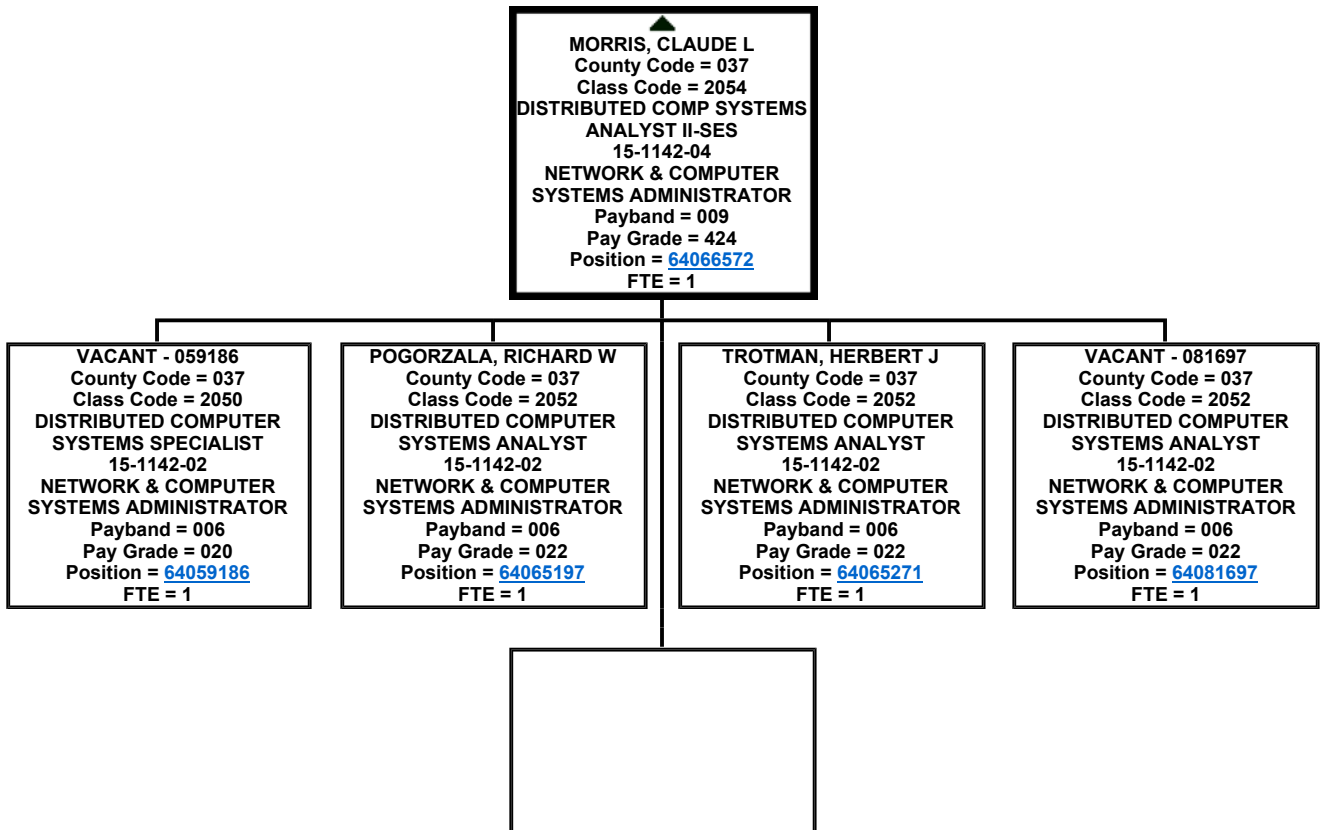 MORRIS, CLAUDE L
County Code = 037
Class Code = 2054
DISTRIBUTED COMP SYSTEMS
ANALYST II-SES
15-1142-04
NETWORK & COMPUTER
SYSTEMS ADMINISTRATOR
Payband = 009
Pay Grade = 424
Position = 64066572
FTE = 1
VACANT - 059186
County Code = 037
Class Code = 2050
DISTRIBUTED COMPUTER
SYSTEMS SPECIALIST
15-1142-02
NETWORK & COMPUTER
SYSTEMS ADMINISTRATOR
Payband = 006
Pay Grade = 020
Position = 64059186
FTE = 1
POGORZALA, RICHARD W
County Code = 037
Class Code = 2052
DISTRIBUTED COMPUTER
SYSTEMS ANALYST
15-1142-02
NETWORK & COMPUTER
SYSTEMS ADMINISTRATOR
Payband = 006
Pay Grade = 022
Position = 64065197
FTE = 1
TROTMAN, HERBERT J
County Code = 037
Class Code = 2052
DISTRIBUTED COMPUTER
SYSTEMS ANALYST
15-1142-02
NETWORK & COMPUTER
SYSTEMS ADMINISTRATOR
Payband = 006
Pay Grade = 022
Position = 64065271
FTE = 1
VACANT - 081697
County Code = 037
Class Code = 2052
DISTRIBUTED COMPUTER
SYSTEMS ANALYST
15-1142-02
NETWORK & COMPUTER
SYSTEMS ADMINISTRATOR
Payband = 006
Pay Grade = 022
Position = 64081697
FTE = 1